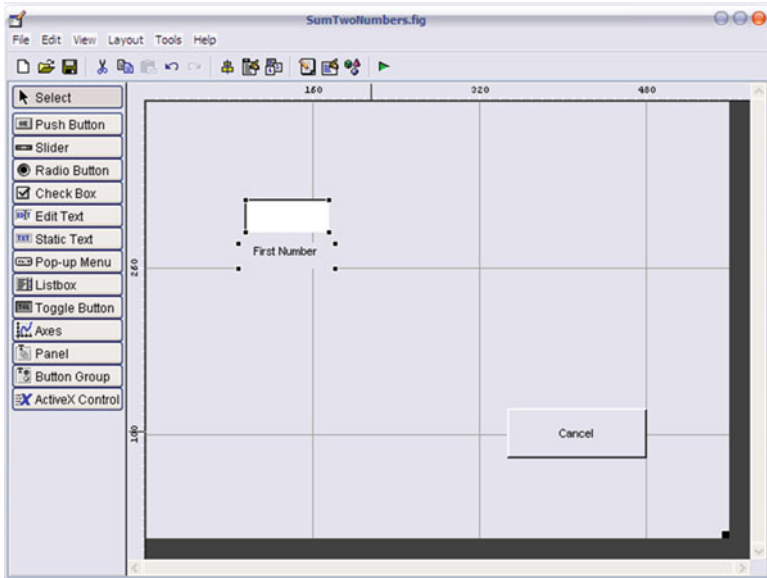 SumTwoNumbers.fig
File Edit View Layout Tools Help
Select
Push Button
Slider
Radio Button
Check Box
Edit Text
Static Text
Pop-up Menu
Listbox
Toggle Button
Axes
Panel
Button Group
ActiveX Control
160 320 480
First Number
260
100
Cancel